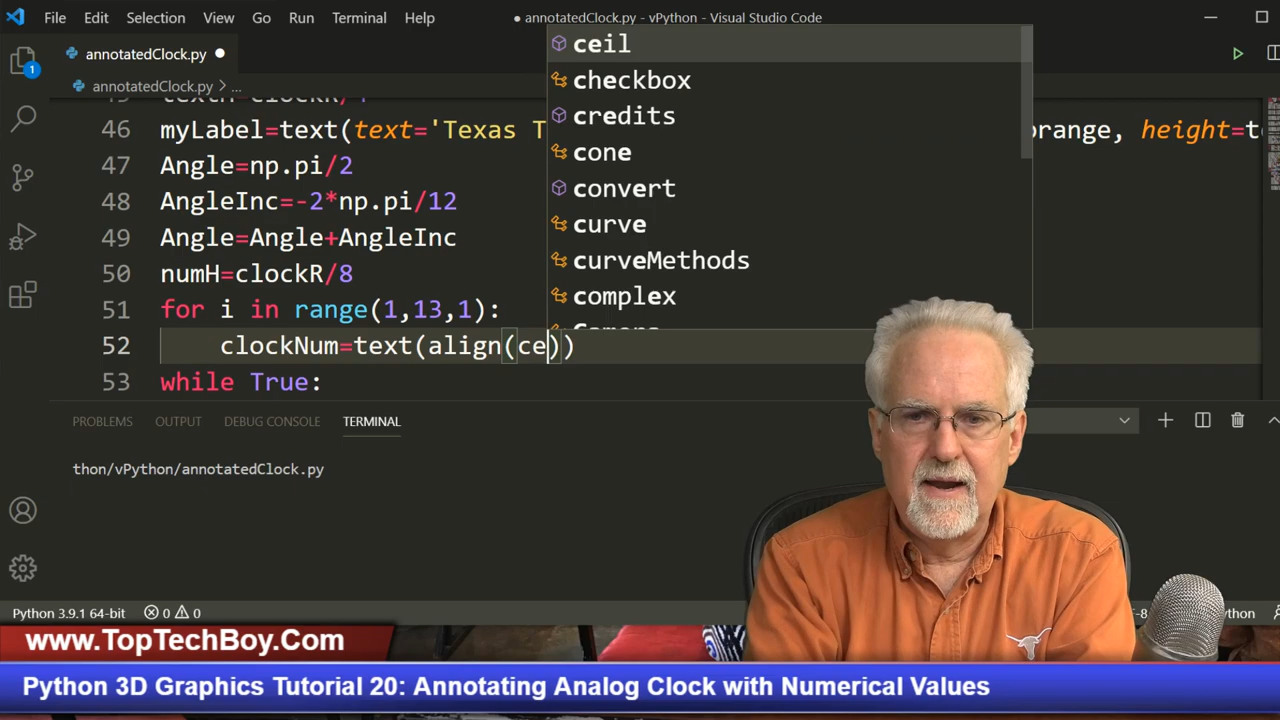 File Edit Selection View Go Run Terminal Help
● annotatedClock.py - vPython - Visual Studio Code
annotatedClock.py
1
annotatedClock.py > ...
46 myLabel=text(text='Texas T
orange, height=te
47 Angle=np.pi/2
48 AngleInc=-2*np.pi/12
49 Angle=Angle+AngleInc
50 numH=clockR/8
51 for i in range(1,13,1):
52 clockNum=text(align(ce))
53 while True:
ceil
checkbox
credits
cone
convert
curve
curveMethods
complex
PROBLEMS OUTPUT DEBUG CONSOLE TERMINAL
thon/vPython/annotatedClock.py
Python 3.9.1 64-bit 0 0
F-8
thon
www.TopTechBoy.Com
Python 3D Graphics Tutorial 20: Annotating Analog Clock with Numerical Values